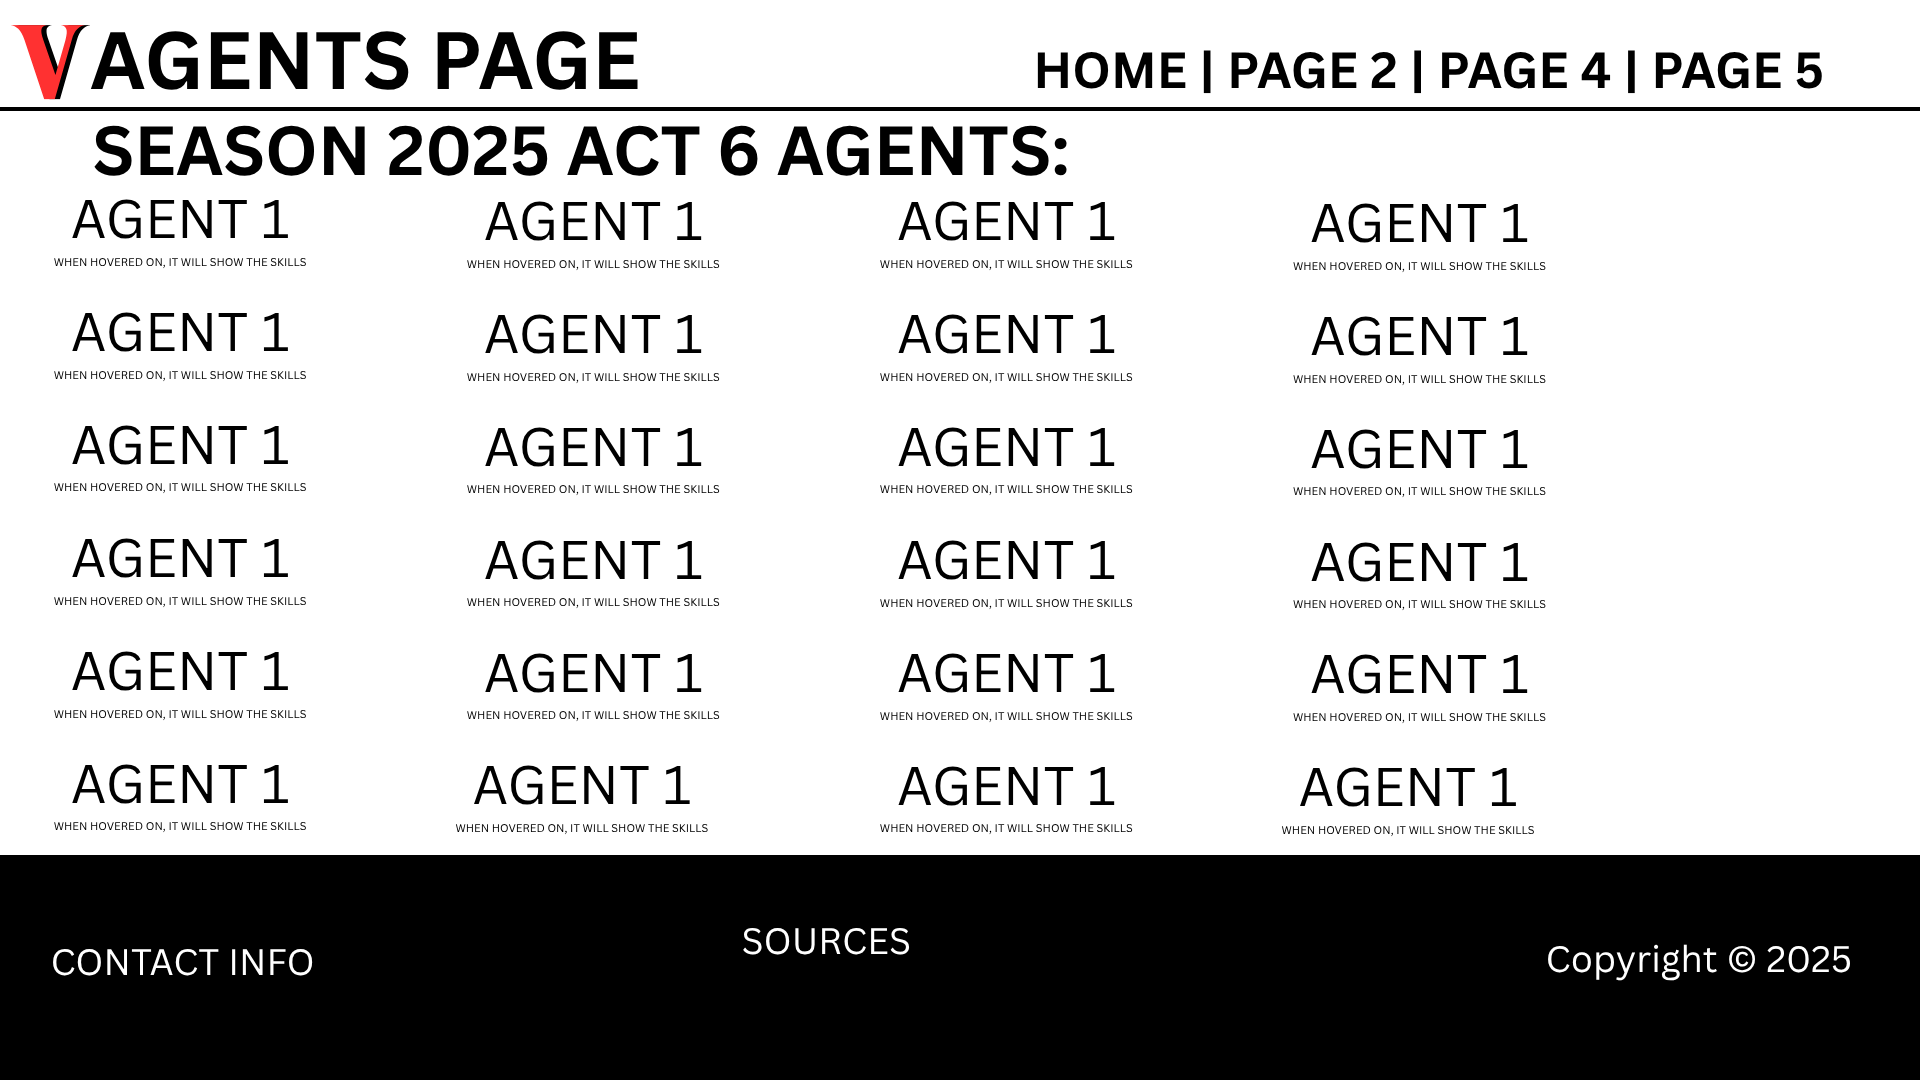 V AGENTS PAGE
HOME | PAGE 2 | PAGE 4 | PAGE 5
SEASON 2025 ACT 6 AGENTS:
AGENT 1 AGENT 1 AGENT 1 AGENT 1
WHEN HOVERED ON, IT WILL SHOW THE SKILLS WHEN HOVERED ON, IT WILL SHOW THE SKILLS WHEN HOVERED ON, IT WILL SHOW THE SKILLS WHEN HOVERED ON, IT WILL SHOW THE SKILLS
AGENT 1 AGENT 1 AGENT 1 AGENT 1
WHEN HOVERED ON, IT WILL SHOW THE SKILLS WHEN HOVERED ON, IT WILL SHOW THE SKILLS WHEN HOVERED ON, IT WILL SHOW THE SKILLS WHEN HOVERED ON, IT WILL SHOW THE SKILLS
AGENT 1 AGENT 1 AGENT 1 AGENT 1
WHEN HOVERED ON, IT WILL SHOW THE SKILLS WHEN HOVERED ON, IT WILL SHOW THE SKILLS WHEN HOVERED ON, IT WILL SHOW THE SKILLS WHEN HOVERED ON, IT WILL SHOW THE SKILLS
AGENT 1 AGENT 1 AGENT 1 AGENT 1
WHEN HOVERED ON, IT WILL SHOW THE SKILLS WHEN HOVERED ON, IT WILL SHOW THE SKILLS WHEN HOVERED ON, IT WILL SHOW THE SKILLS WHEN HOVERED ON, IT WILL SHOW THE SKILLS
AGENT 1 AGENT 1 AGENT 1 AGENT 1
WHEN HOVERED ON, IT WILL SHOW THE SKILLS WHEN HOVERED ON, IT WILL SHOW THE SKILLS WHEN HOVERED ON, IT WILL SHOW THE SKILLS WHEN HOVERED ON, IT WILL SHOW THE SKILLS
AGENT 1 AGENT 1 AGENT 1 AGENT 1
WHEN HOVERED ON, IT WILL SHOW THE SKILLS WHEN HOVERED ON, IT WILL SHOW THE SKILLS WHEN HOVERED ON, IT WILL SHOW THE SKILLS WHEN HOVERED ON, IT WILL SHOW THE SKILLS
CONTACT INFO
SOURCES
Copyright © 2025